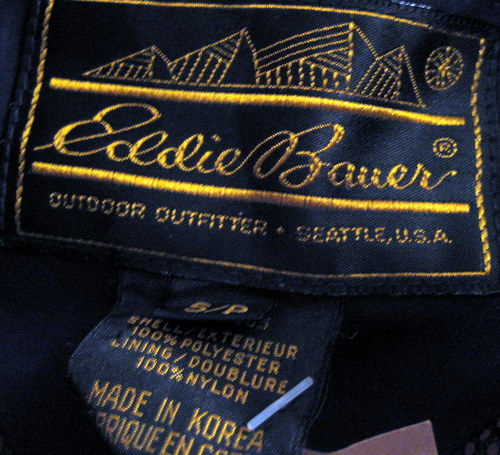 Eddie Bauer ®
OUTDOOR OUTFITTER • SEATTLE, U.S.A.
S/P
SHELL/EXTERIEUR
100% POLYESTER
LINING/DOUBLURE
100% NYLON
MADE IN KOREA